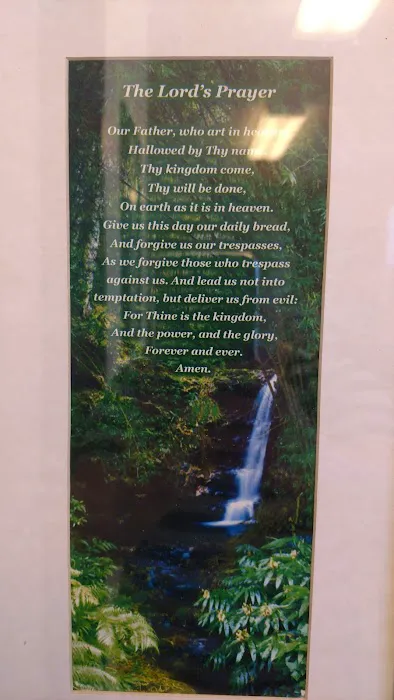 The Lord's Prayer
Our Father, who art in
Hallowed by Thy name
Thy kingdom come,
Thy will be done,
On earth as it is in heaven.
Give us this day our daily bread,
And forgive us our trespasses,
As we forgive those who trespass
against us. And lead us not into
temptation, but deliver us from evil:
For Thine is the kingdom,
And the power, and the glory,
Forever and ever.
Amen.